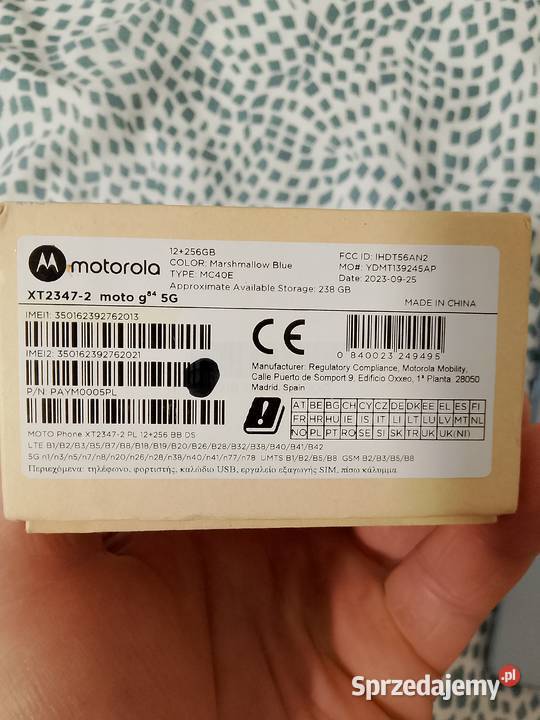 motorola
12+256GB
COLOR: Marshmallow Blue
TYPE: MC40E
Approximate Available Storage: 238 GB
FCC ID: IHDT56AN2
MO#: YDMT139245AP
Date: 2023-09-25
XT2347-2 moto g⁸⁴ 5G
MADE IN CHINA
IMEI1: 350162392762013
IMEI2: 350162392762021
P/N PAYM0005PL
CE
0 840023 249495
Manufacturer: Regulatory Compliance, Motorola Mobility,
Calle Puerto de Somport 9, Edificio Oxxeo, 1ª Planta 28050
Madrid. Spain
AT BE BG CH CY CZ DE DK EE EL ES FI
FR HR HU IE IS IT LI LT LU LV MT NL
NO PL PT RO SE SI SK TR UK UK(NI)
MOTO Phone XT2347-2 PL 12+256 BB DS
LTE B1/B2/B3/B5/B7/B8/B18/B19/B20/B26/B28/B32/B38/B40/B41/B42
5G n1/n3/n5/n7/n8/n20/n26/n28/n38/n40/n41/n77/n78 UMTS B1/B2/B5/B8 GSM B2/B3/B5/B8
Περιεχόμενα: τηλέφωνο, φορτιστής, καλώδιο USB, εργαλείο εξαγωγής SIM, πίσω κάλυμμα
Sprzedajemy.pl